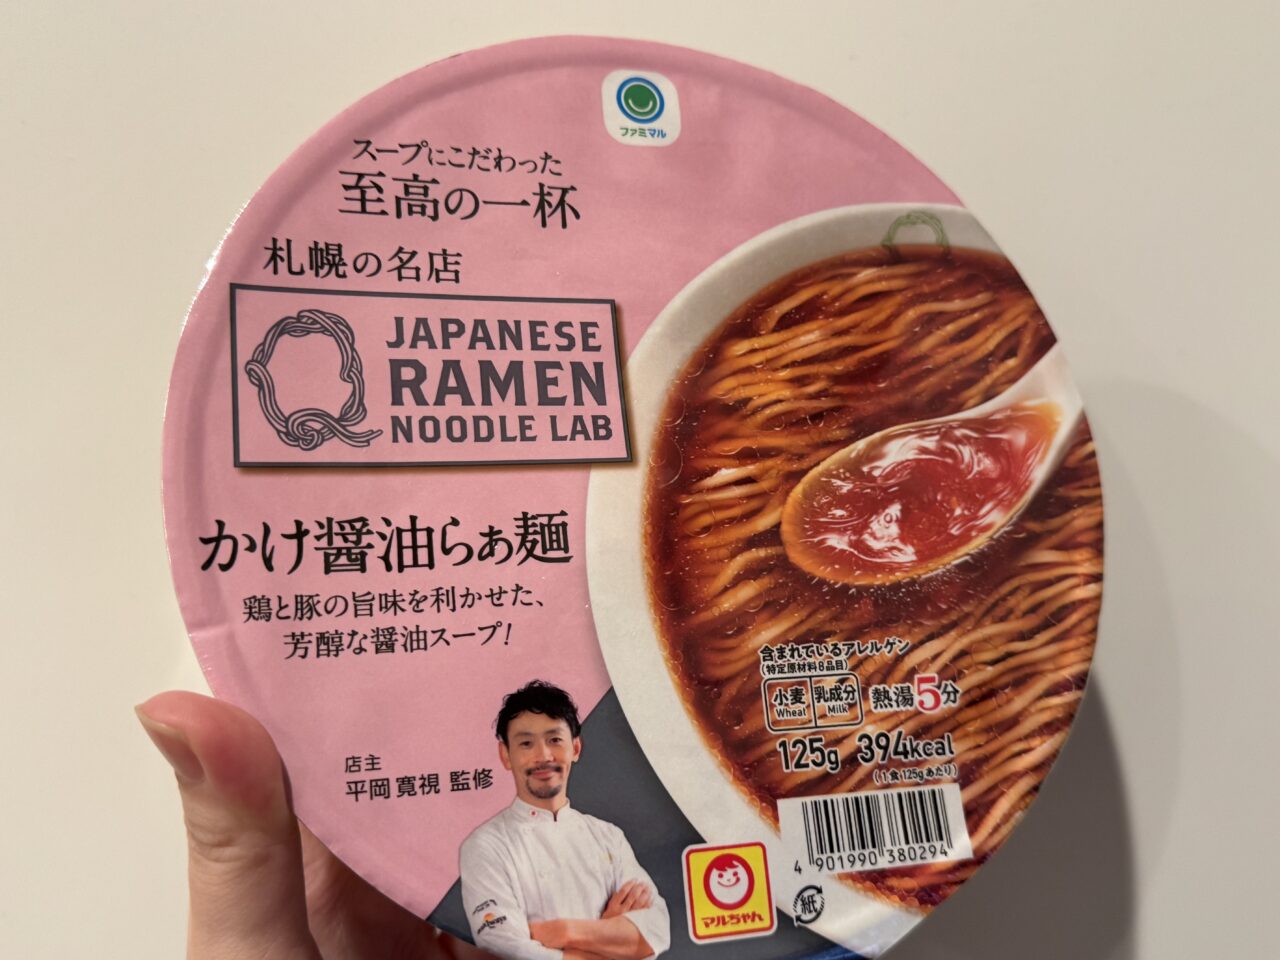 ファミマル
スープにこだわった
至高の一杯
札幌の名店
JAPANESE
RAMEN
NOODLE LAB
かけ醤油らぁ麺
鶏と豚の旨味を利かせた、
芳醇な醤油スープ!
店主
平岡寛視 監修
含まれているアレルゲン
(特定原材料8品目)
小麦 乳成分
Wheat Milk
熱湯5分
125g 394kcal
(1食125gあたり)
4 901990 380294
マルちゃん
紙